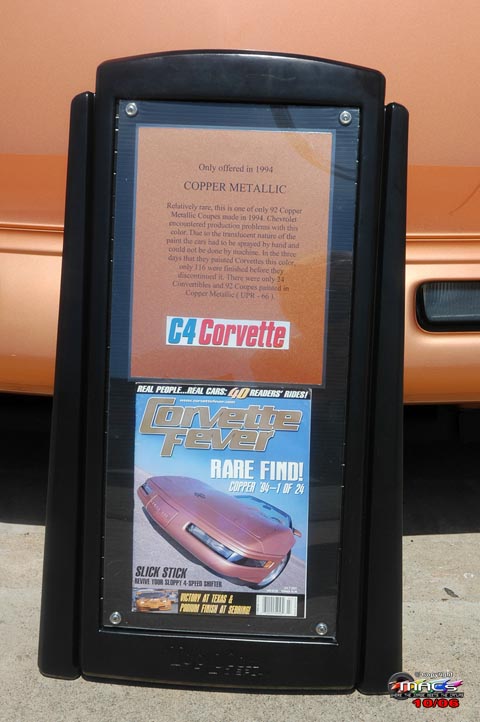 Only offered in 1994
COPPER METALLIC
Relatively rare, this is one of only 92 Copper
Metallic Coupes made in 1994. Chevrolet
encountered production problems with this
color. Due to the translucent nature of the
paint the cars had to be sprayed by hand and
could not be done by machine. In the three
days that they painted Corvettes this color,
only 116 were finished before they
discontinued it. There were only 24
Convertibles and 92 Coupes painted in
Copper Metallic ( UPR - 66 ).
C4 Corvette
REAL PEOPLE...REAL CARS: 40 READERS' RIDES!
www.corvettefever.com
Corvette
Fever
RARE FIND!
COPPER '94–1 OF 24
SLICK STICK
REVIVE YOUR SLOPPY 4-SPEED SHIFTER
VICTORY AT TEXAS &
PODIUM FINISH AT SEBRING!
©Copyright
MACS
10/06